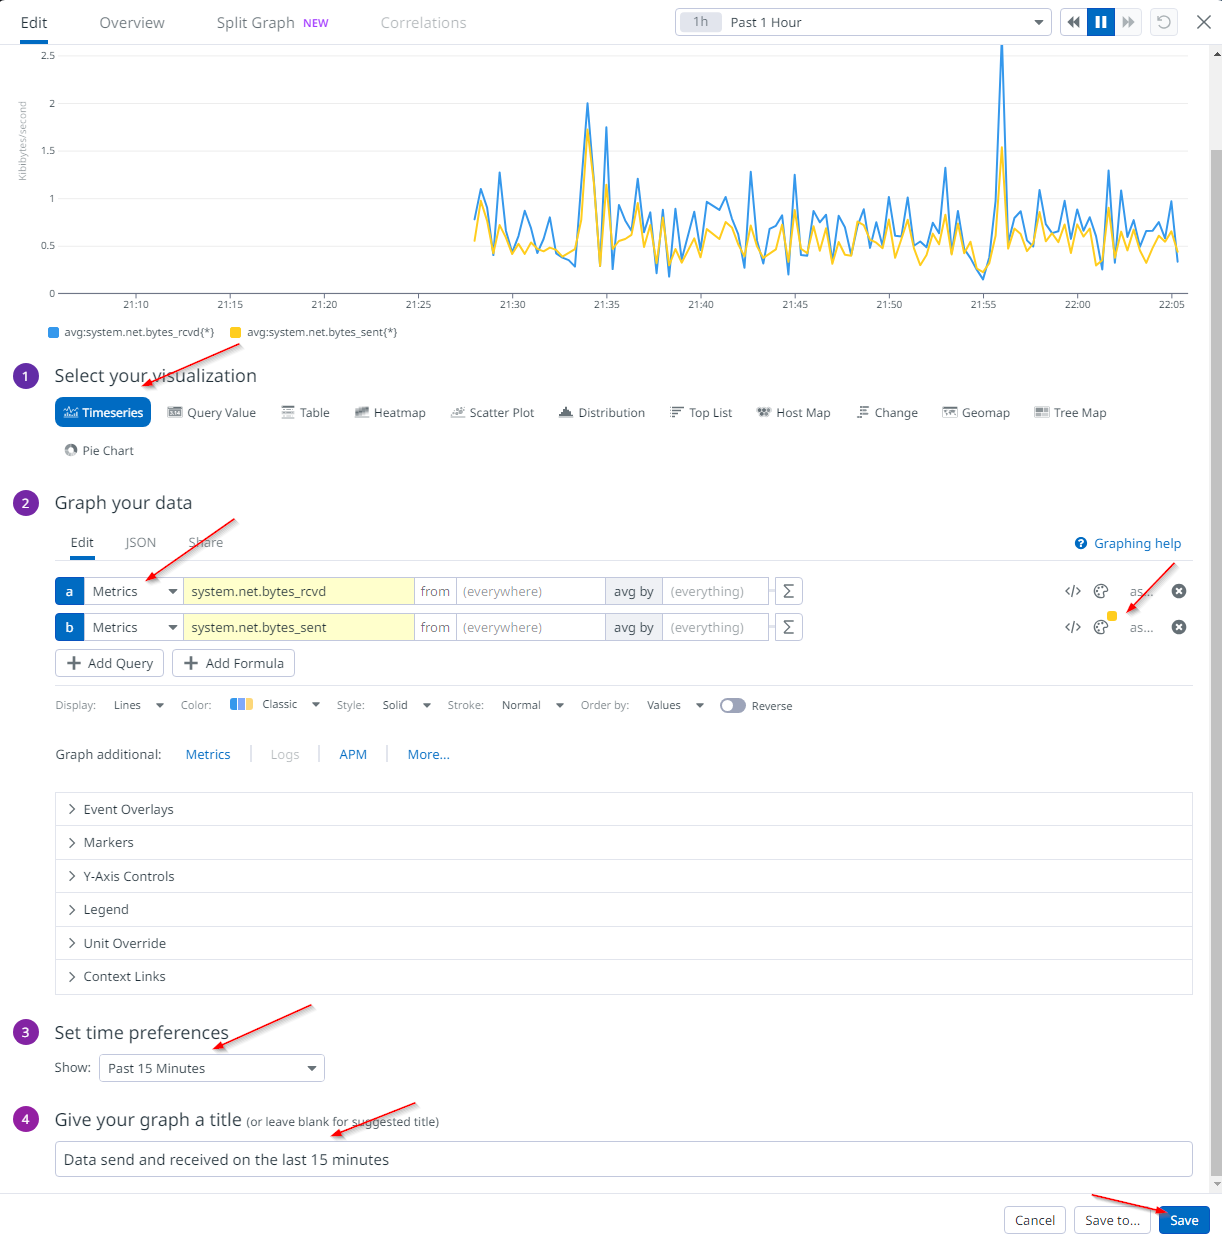 Edit Overview Split Graph NEW Correlations 1h Past 1 Hour
2.5
2
1.5
1
0.5
0
Kibibytes/second
21:10 21:15 21:20 21:25 21:30 21:35 21:40 21:45 21:50 21:55 22:00 22:05
avg:system.net.bytes_rcvd{*} avg:system.net.bytes_sent{*}
1 Select your visualization
Timeseries Query Value Table Heatmap Scatter Plot Distribution Top List Host Map Change Geomap Tree Map
Pie Chart
2 Graph your data
Edit JSON Share Graphing help
a Metrics system.net.bytes_rcvd from (everywhere) avg by (everything) Σ </> as...
b Metrics system.net.bytes_sent from (everywhere) avg by (everything) Σ </> as...
Add Query Add Formula
Display: Lines Color: Classic Style: Solid Stroke: Normal Order by: Values Reverse
Graph additional: Metrics Logs APM More...
Event Overlays
Markers
Y-Axis Controls
Legend
Unit Override
Context Links
3 Set time preferences
Show: Past 15 Minutes
4 Give your graph a title (or leave blank for suggested title)
Data send and received on the last 15 minutes
Cancel Save to... Save